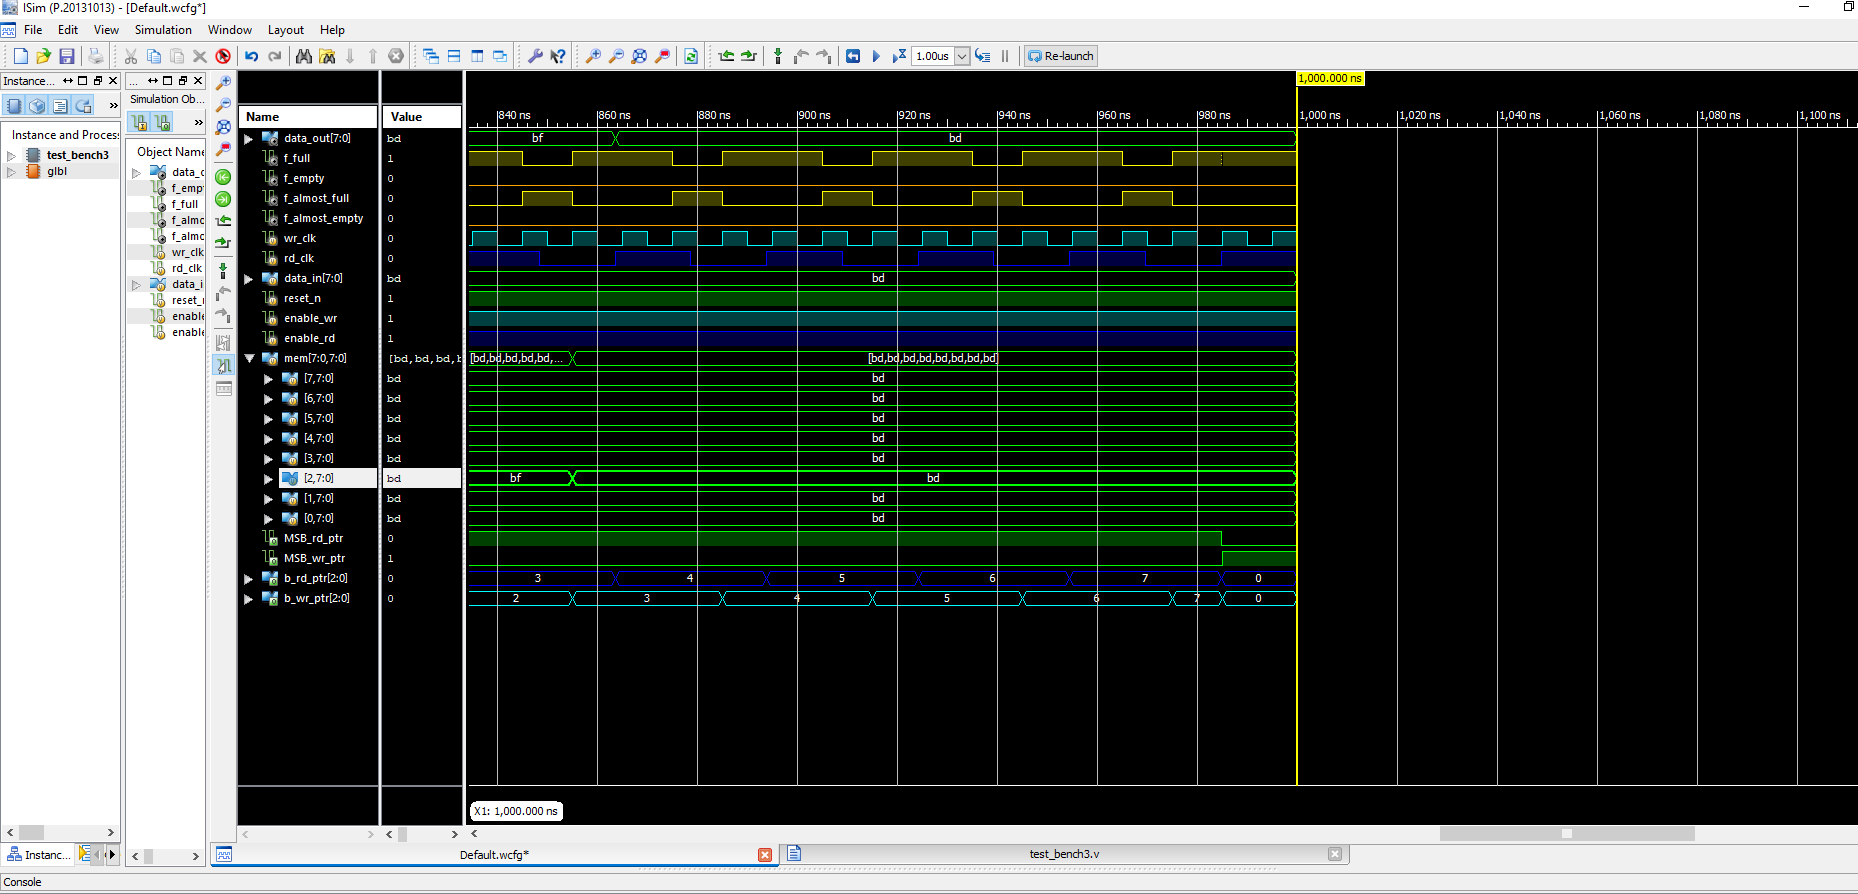 ISim (P.20131013) - [Default.wcfg*]
File Edit View Simulation Window Layout Help
1.00us Re-launch
Instance...
Instance and Process
test_bench3
glbl
Instanc...
...
Simulation Ob...
Object Name
data_o
f_empt
f_full
f_almo
f_almo
wr_clk
rd_clk
data_i
reset_n
enable
enable
Name Value
1,000.000 ns
840 ns 860 ns 880 ns 900 ns 920 ns 940 ns 960 ns 980 ns 1,000 ns 1,020 ns 1,040 ns 1,060 ns 1,080 ns 1,100 ns
data_out[7:0] bd bf bd
f_full 1
f_empty 0
f_almost_full 0
f_almost_empty 0
wr_clk 0
rd_clk 0
data_in[7:0] bd bd
reset_n 1
enable_wr 1
enable_rd 1
mem[7:0,7:0] [bd,bd,bd,b [bd,bd,bd,bd,bd,... [bd,bd,bd,bd,bd,bd,bd,bd]
[7,7:0] bd bd
[6,7:0] bd bd
[5,7:0] bd bd
[4,7:0] bd bd
[3,7:0] bd bd
[2,7:0] bd bf bd
[1,7:0] bd bd
[0,7:0] bd bd
MSB_rd_ptr 0
MSB_wr_ptr 1
b_rd_ptr[2:0] 0 3 4 5 6 7 0
b_wr_ptr[2:0] 0 2 3 4 5 6 7 0
X1: 1,000.000 ns
Default.wcfg* test_bench3.v
Console